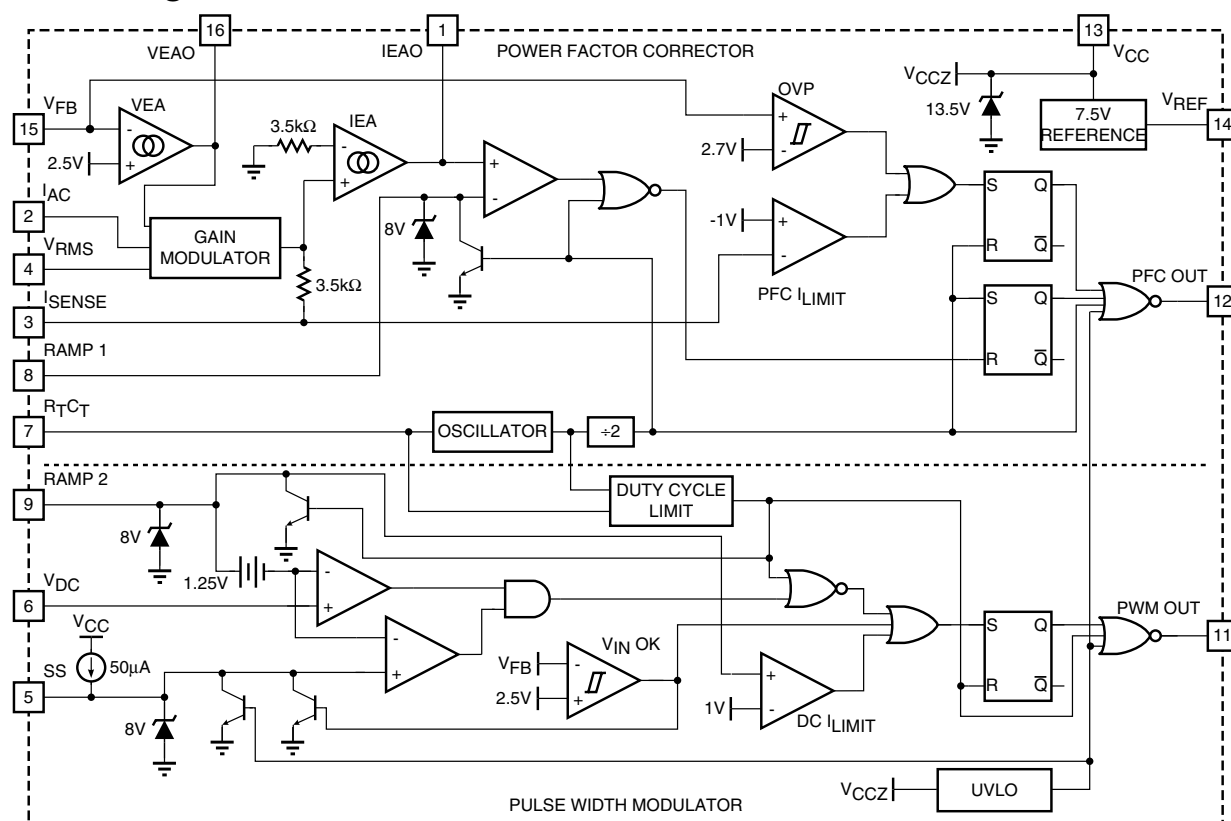 16
1
13
VEAO
IEAO
POWER FACTOR CORRECTOR
VCC
VCCZ
13.5V
7.5V
REFERENCE
VREF
14
VFB
15
VEA
-
+
2.5V
3.5kΩ
IEA
-
+
OVP
+
-
2.7V
+
-
8V
IAC
2
VRMS
4
GAIN
MODULATOR
3.5kΩ
ISENSE
3
-1V
+
-
PFC ILIMIT
S Q
R Q
S Q
R Q
PFC OUT
12
RAMP 1
8
RTCT
7
OSCILLATOR
÷2
RAMP 2
9
8V
DUTY CYCLE
LIMIT
1.25V
VDC
6
-
+
-
+
VCC
50µA
SS
5
8V
VIN OK
VFB
-
2.5V
+
+
1V
-
DC ILIMIT
S Q
R Q
PWM OUT
11
VCCZ
UVLO
PULSE WIDTH MODULATOR